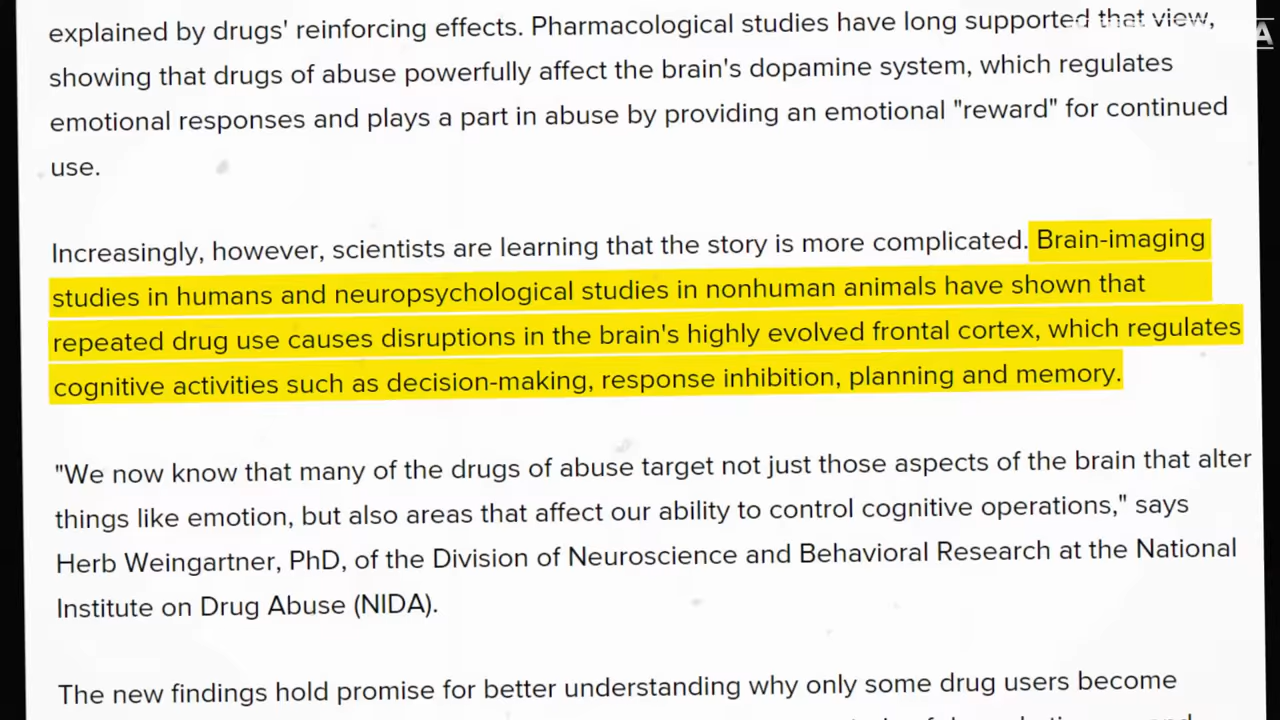 explained by drugs' reinforcing effects. Pharmacological studies have long supported that view,
showing that drugs of abuse powerfully affect the brain's dopamine system, which regulates
emotional responses and plays a part in abuse by providing an emotional "reward" for continued
use.
Increasingly, however, scientists are learning that the story is more complicated. Brain-imaging
studies in humans and neuropsychological studies in nonhuman animals have shown that
repeated drug use causes disruptions in the brain's highly evolved frontal cortex, which regulates
cognitive activities such as decision-making, response inhibition, planning and memory.
"We now know that many of the drugs of abuse target not just those aspects of the brain that alter
things like emotion, but also areas that affect our ability to control cognitive operations," says
Herb Weingartner, PhD, of the Division of Neuroscience and Behavioral Research at the National
Institute on Drug Abuse (NIDA).
The new findings hold promise for better understanding why only some drug users become